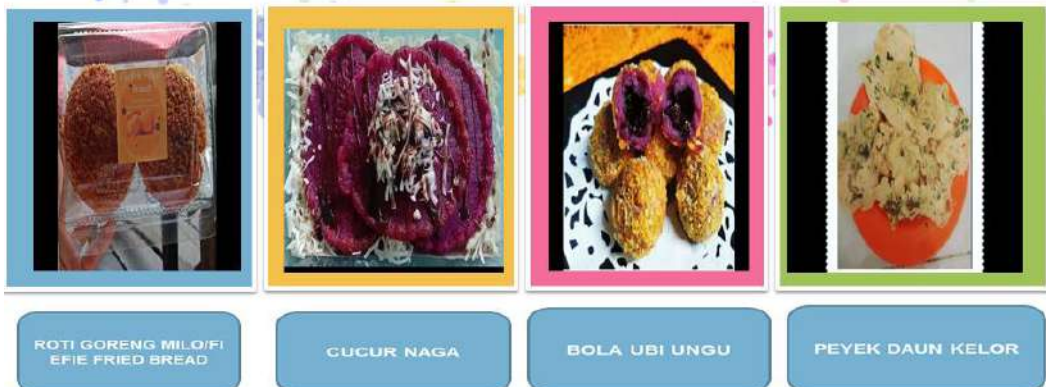 ROTI GORENG MILO/FI
EFIE FRIED BREAD
CUCUR NAGA
BOLA UBI UNGU
PEYEK DAUN KELOR